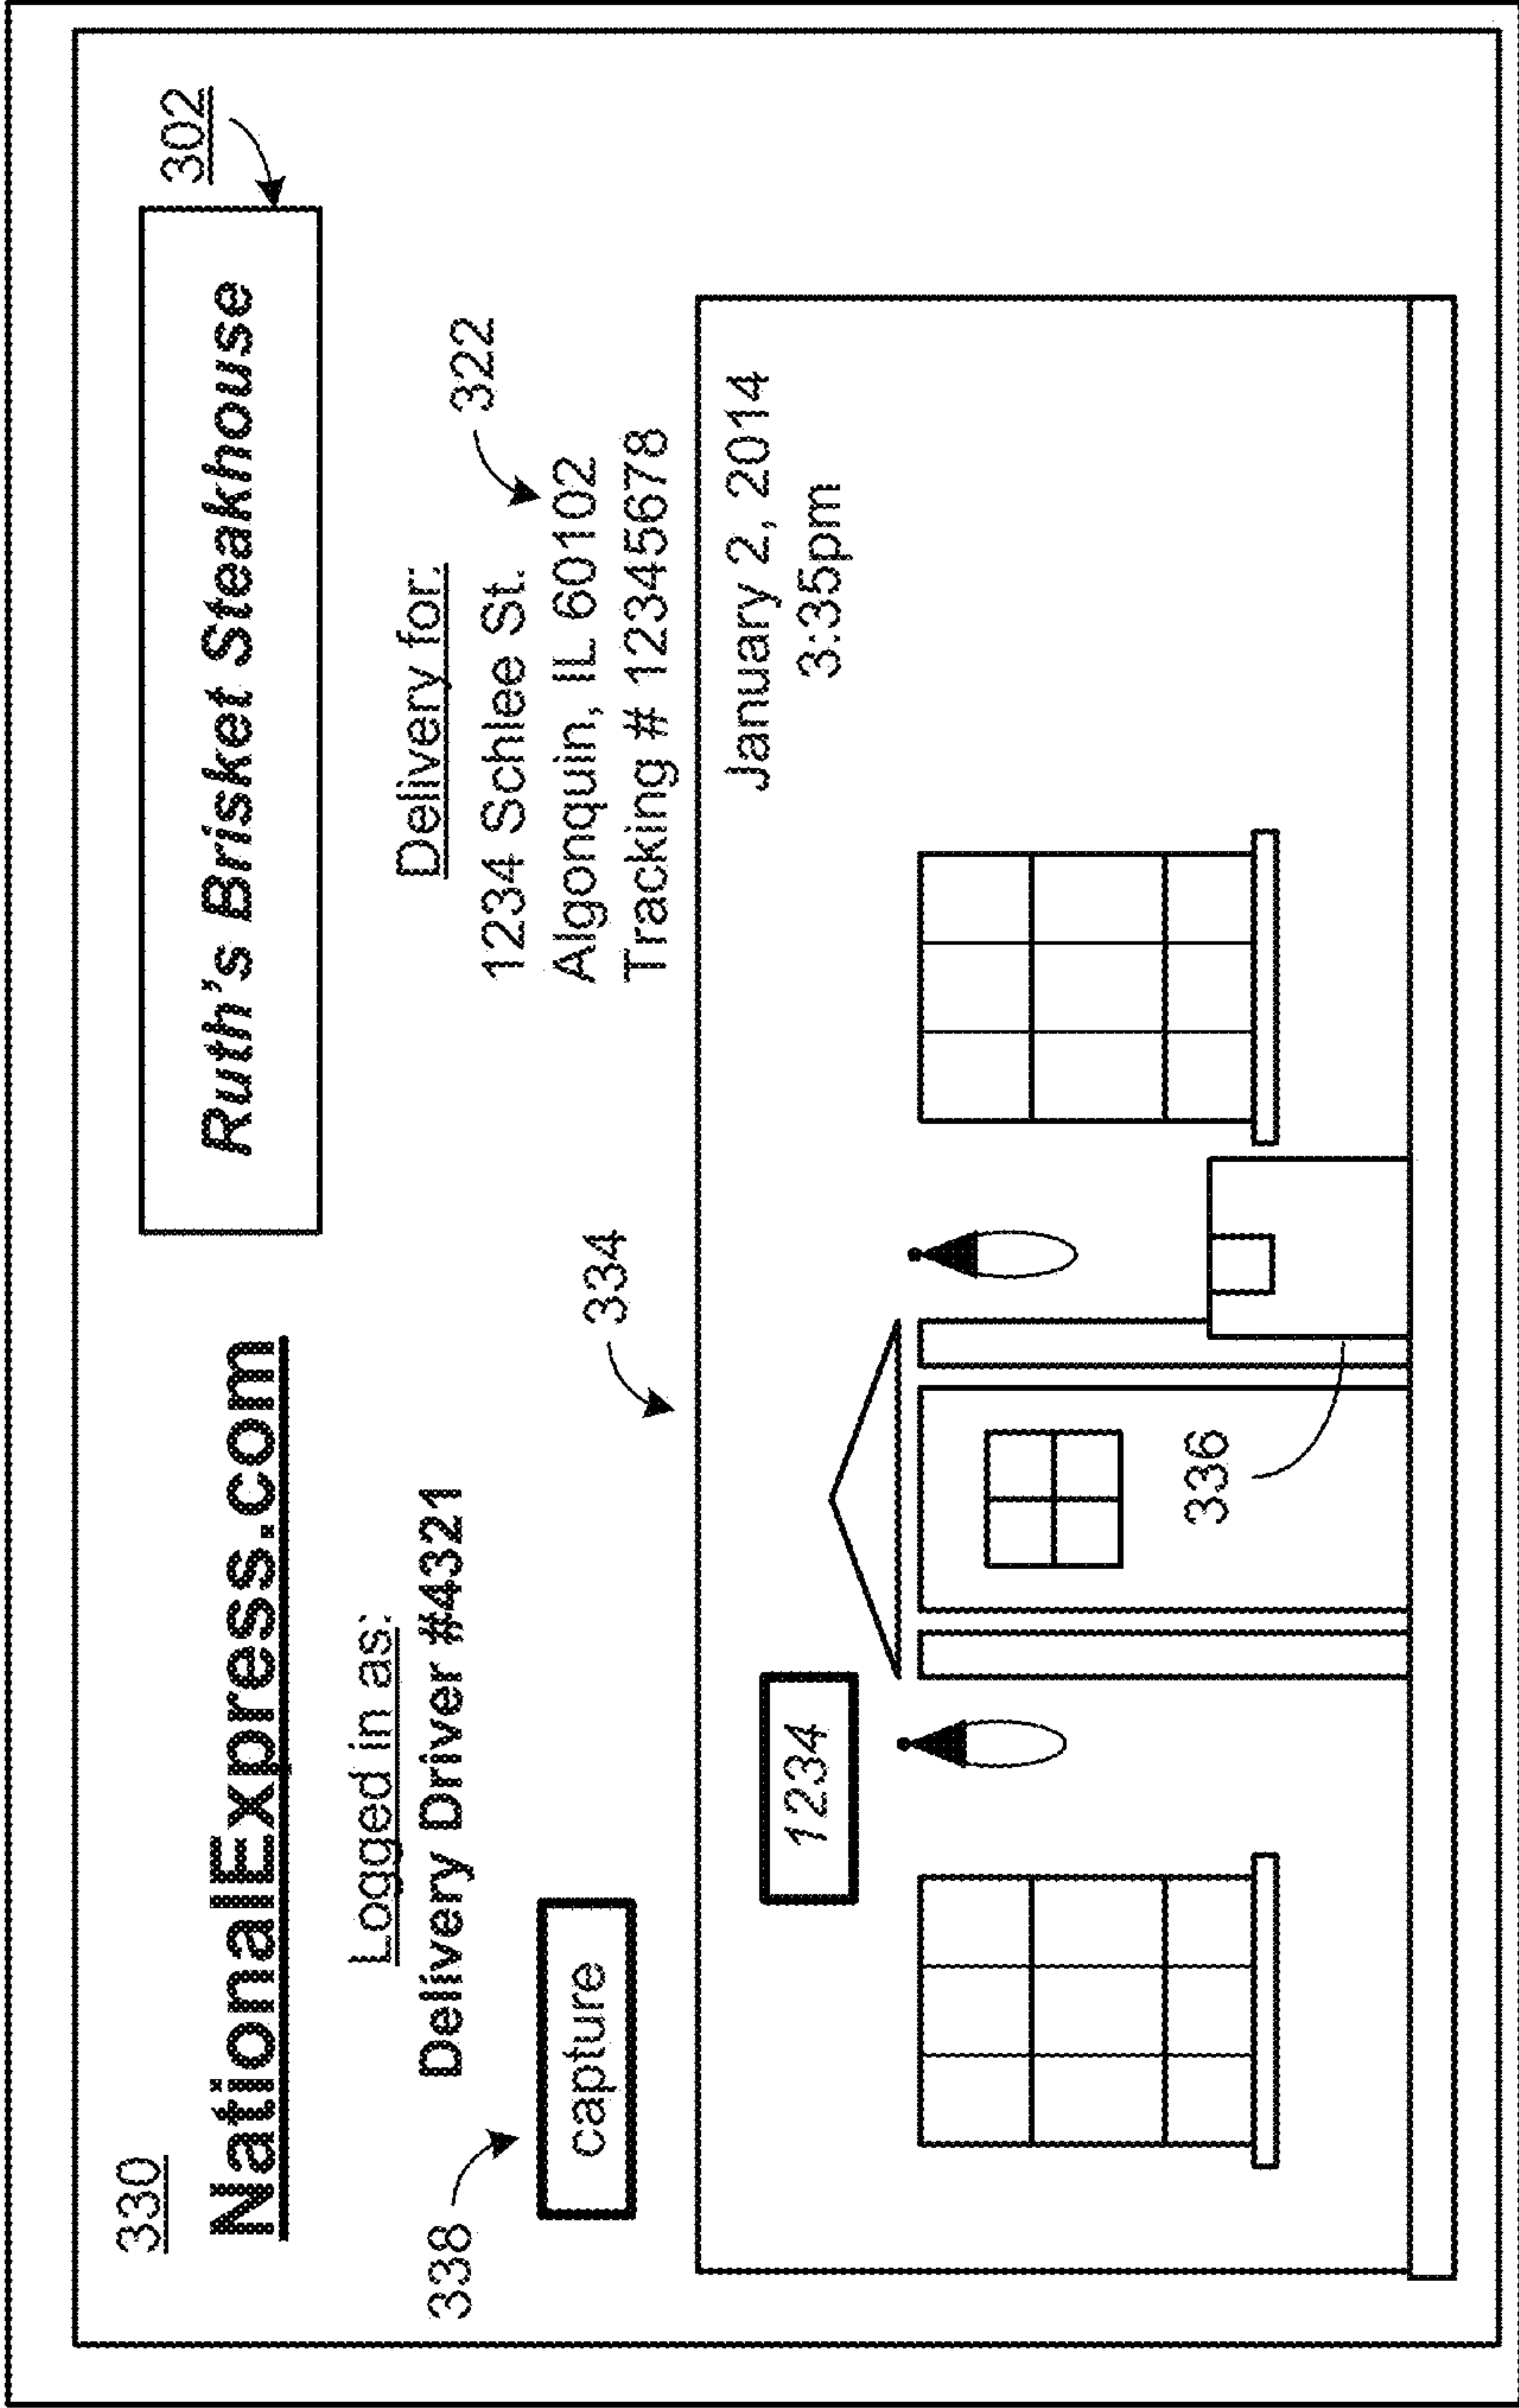 330
NationalExpress.com
Ruth's Brisket Steakhouse
302
Logged in as:
Delivery Driver #4321
338
capture
Delivery for:
1234 Schlee St.
Algonquin, IL 60102
Tracking # 12345678
322
334
January 2, 2014
3:35pm
1234
336